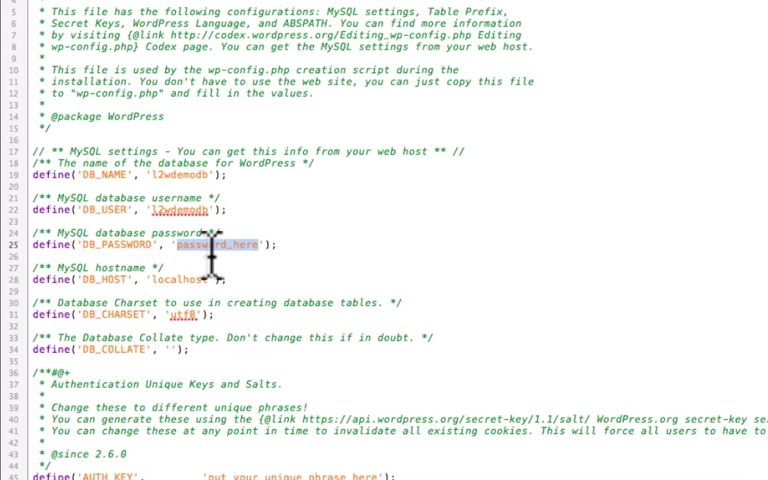 5 * This file has the following configurations: MySQL settings, Table Prefix,
6 * Secret Keys, WordPress Language, and ABSPATH. You can find more information
7 * by visiting {@link http://codex.wordpress.org/Editing_wp-config.php Editing
8 * wp-config.php} Codex page. You can get the MySQL settings from your web host.
9 *
10 * This file is used by the wp-config.php creation script during the
11 * installation. You don't have to use the web site, you can just copy this file
12 * to "wp-config.php" and fill in the values.
13 *
14 * @package WordPress
15 */
16
17 // ** MySQL settings - You can get this info from your web host ** //
18 /** The name of the database for WordPress */
19 define('DB_NAME', 'l2wdemodb');
20
21 /** MySQL database username */
22 define('DB_USER', 'l2wdemodb');
23
24 /** MySQL database password */
25 define('DB_PASSWORD', 'password_here');
26
27 /** MySQL hostname */
28 define('DB_HOST', 'localhost');
29
30 /** Database Charset to use in creating database tables. */
31 define('DB_CHARSET', 'utf8');
32
33 /** The Database Collate type. Don't change this if in doubt. */
34 define('DB_COLLATE', '');
35
36 /**#@+
37 * Authentication Unique Keys and Salts.
38 *
39 * Change these to different unique phrases!
40 * You can generate these using the {@link https://api.wordpress.org/secret-key/1.1/salt/ WordPress.org secret-key se
41 * You can change these at any point in time to invalidate all existing cookies. This will force all users to have to
42 *
43 * @since 2.6.0
44 */
45 define('AUTH_KEY', 'put your unique phrase here');